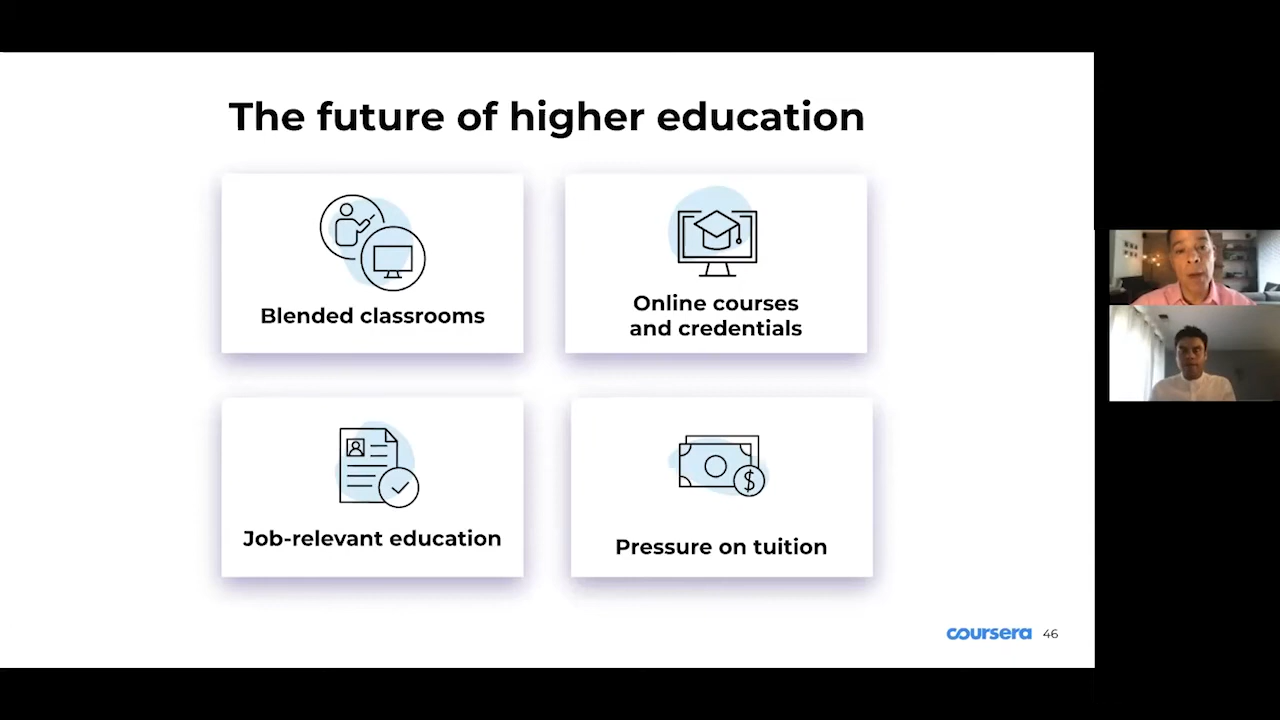 The future of higher education
Blended classrooms
Online courses
and credentials
Job-relevant education
Pressure on tuition
coursera 46